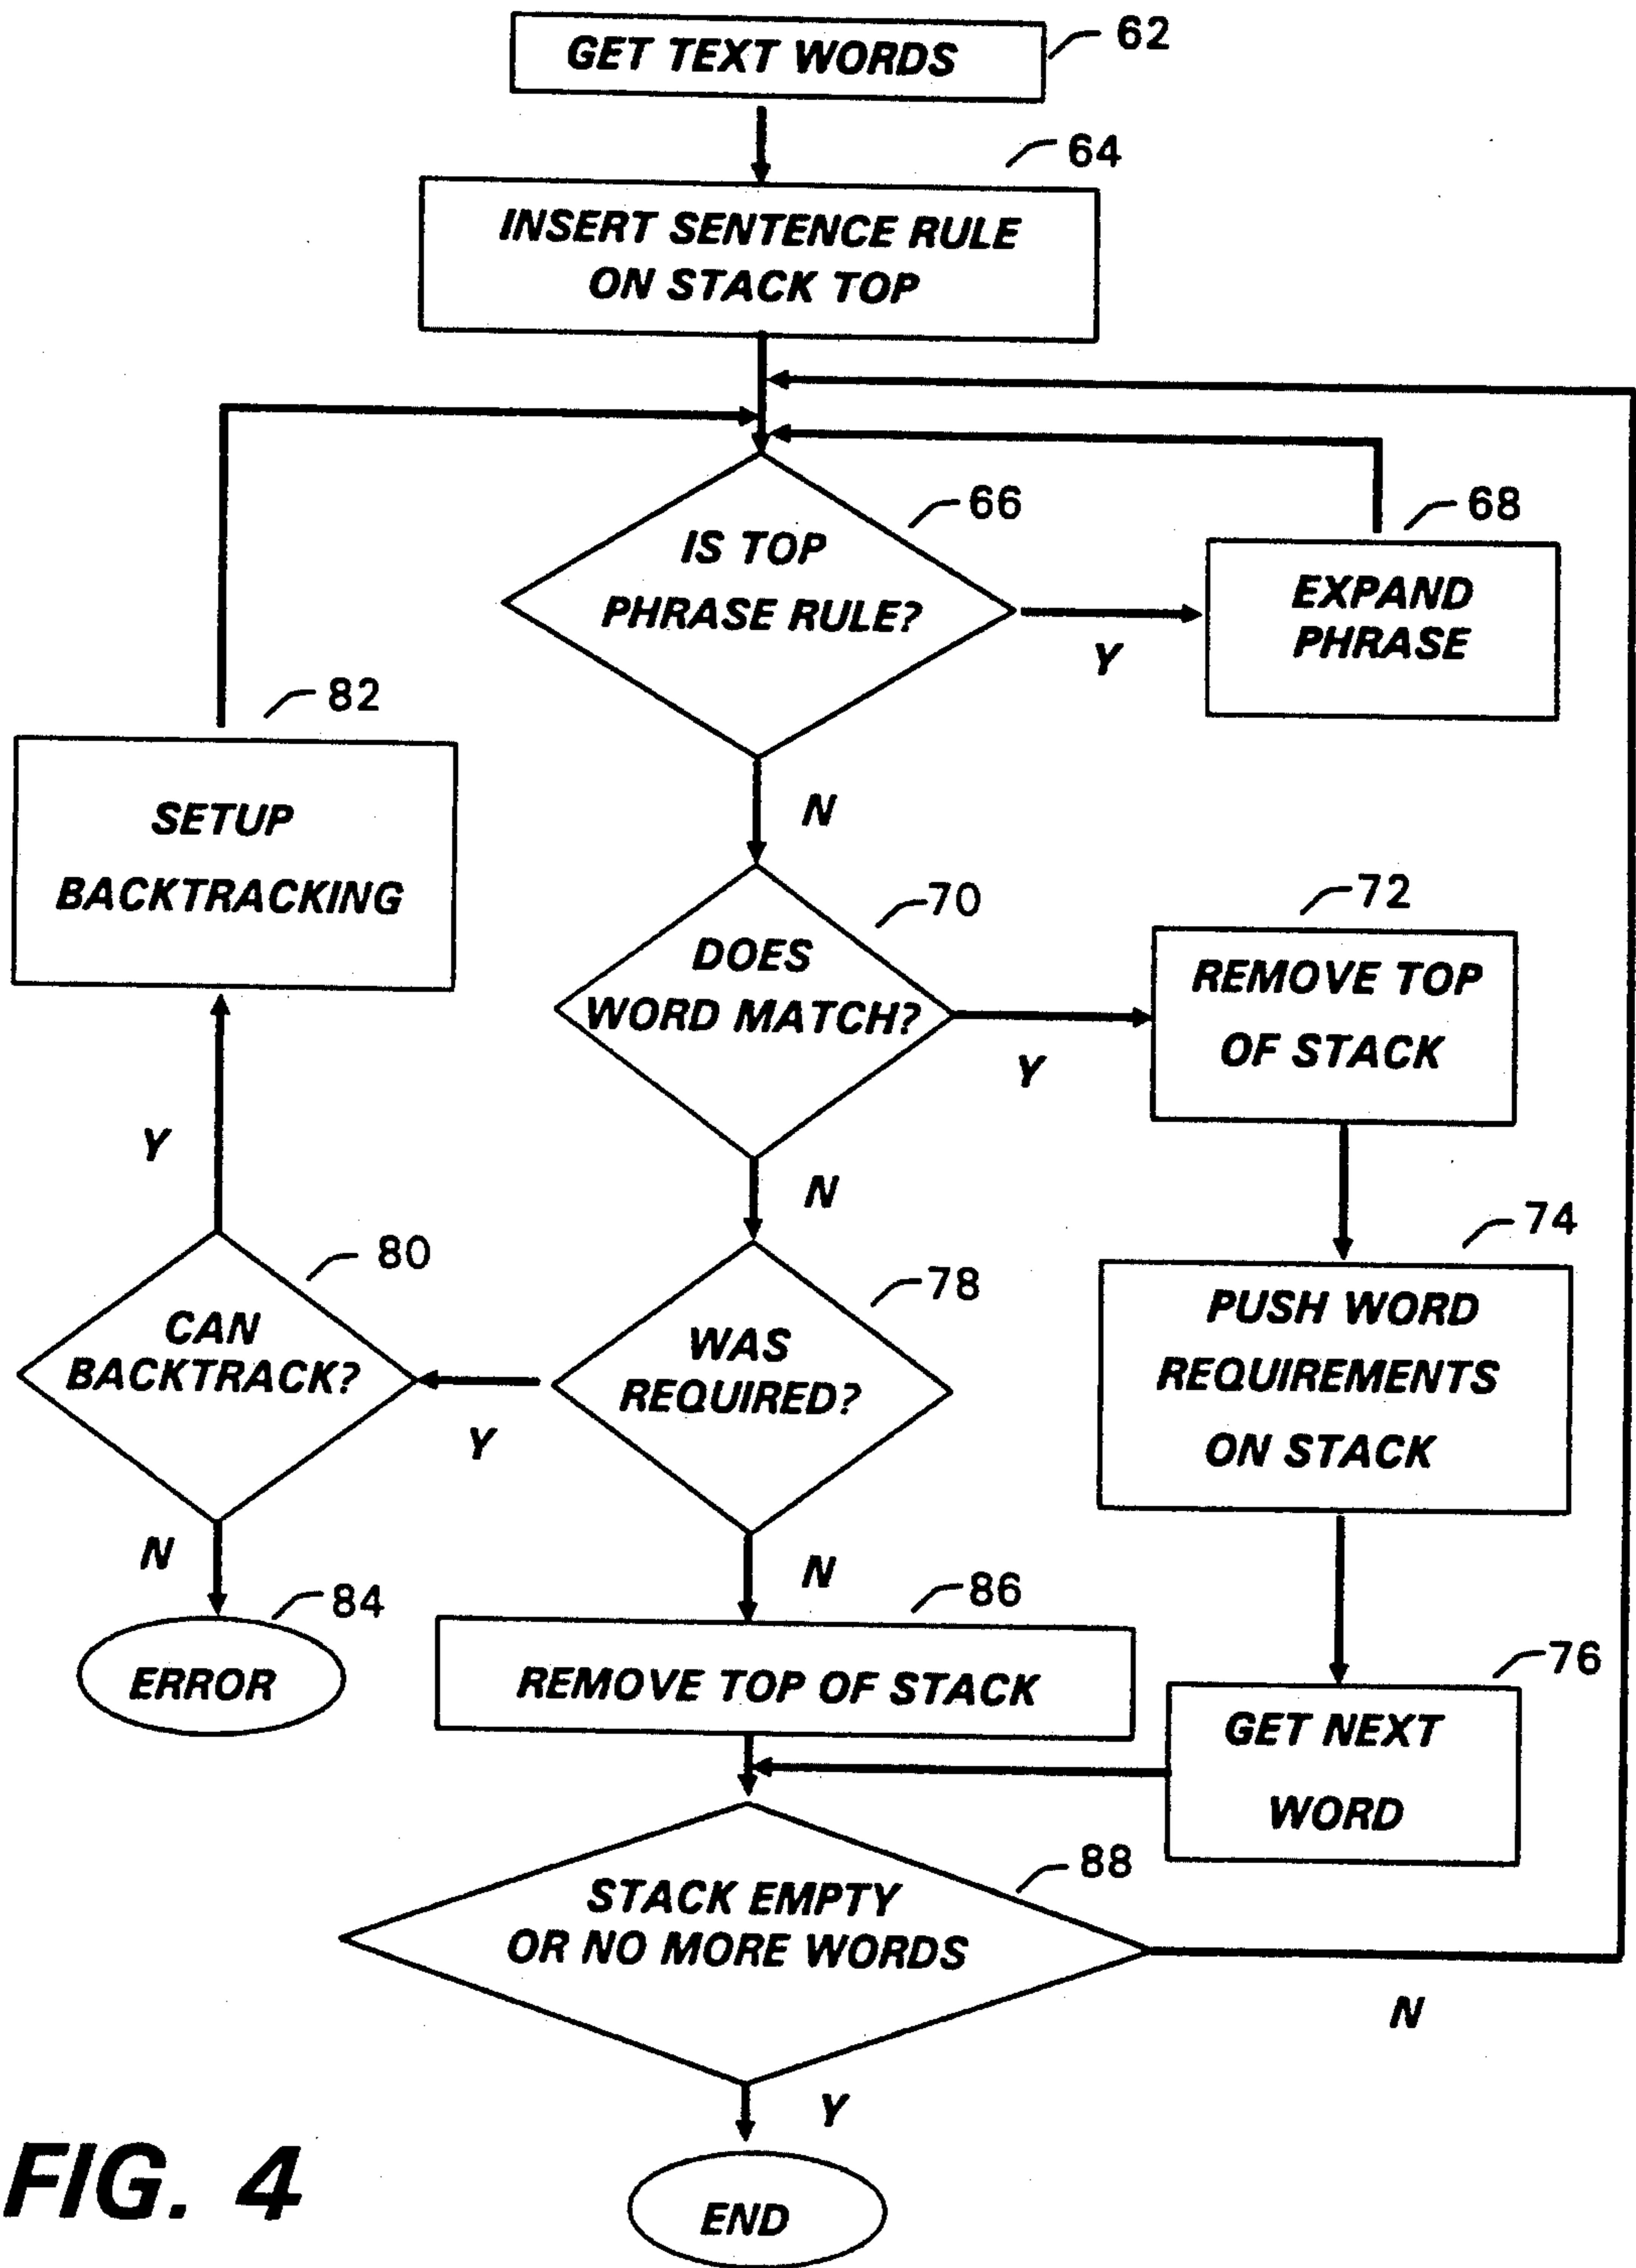 GET TEXT WORDS
62
64
INSERT SENTENCE RULE
ON STACK TOP
66
IS TOP
PHRASE RULE?
Y
68
EXPAND
PHRASE
N
82
SETUP
BACKTRACKING
70
DOES
WORD MATCH?
Y
72
REMOVE TOP
OF STACK
Y
N
74
PUSH WORD
REQUIREMENTS
ON STACK
80
CAN
BACKTRACK?
78
WAS
REQUIRED?
Y
N
N
84
ERROR
86
REMOVE TOP OF STACK
76
GET NEXT
WORD
88
STACK EMPTY
OR NO MORE WORDS
N
Y
END
FIG. 4